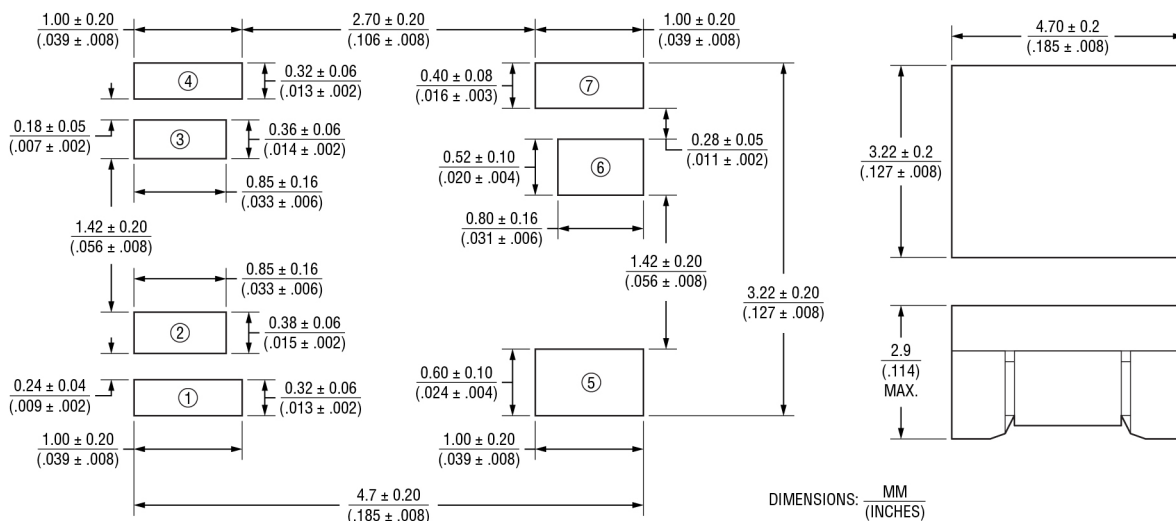 1.00 ± 0.20
(.039 ± .008)
2.70 ± 0.20
(.106 ± .008)
1.00 ± 0.20
(.039 ± .008)
4.70 ± 0.2
(.185 ± .008)
④
0.32 ± 0.06
(.013 ± .002)
0.40 ± 0.08
(.016 ± .003)
⑦
0.18 ± 0.05
(.007 ± .002)
③
0.36 ± 0.06
(.014 ± .002)
0.28 ± 0.05
(.011 ± .002)
0.52 ± 0.10
(.020 ± .004)
⑥
3.22 ± 0.2
(.127 ± .008)
0.85 ± 0.16
(.033 ± .006)
0.80 ± 0.16
(.031 ± .006)
1.42 ± 0.20
(.056 ± .008)
0.85 ± 0.16
(.033 ± .006)
1.42 ± 0.20
(.056 ± .008)
3.22 ± 0.20
(.127 ± .008)
②
0.38 ± 0.06
(.015 ± .002)
2.9
(.114)
MAX.
0.24 ± 0.04
(.009 ± .002)
①
0.32 ± 0.06
(.013 ± .002)
0.60 ± 0.10
(.024 ± .004)
⑤
1.00 ± 0.20
(.039 ± .008)
1.00 ± 0.20
(.039 ± .008)
4.7 ± 0.20
(.185 ± .008)
DIMENSIONS: MM
(INCHES)